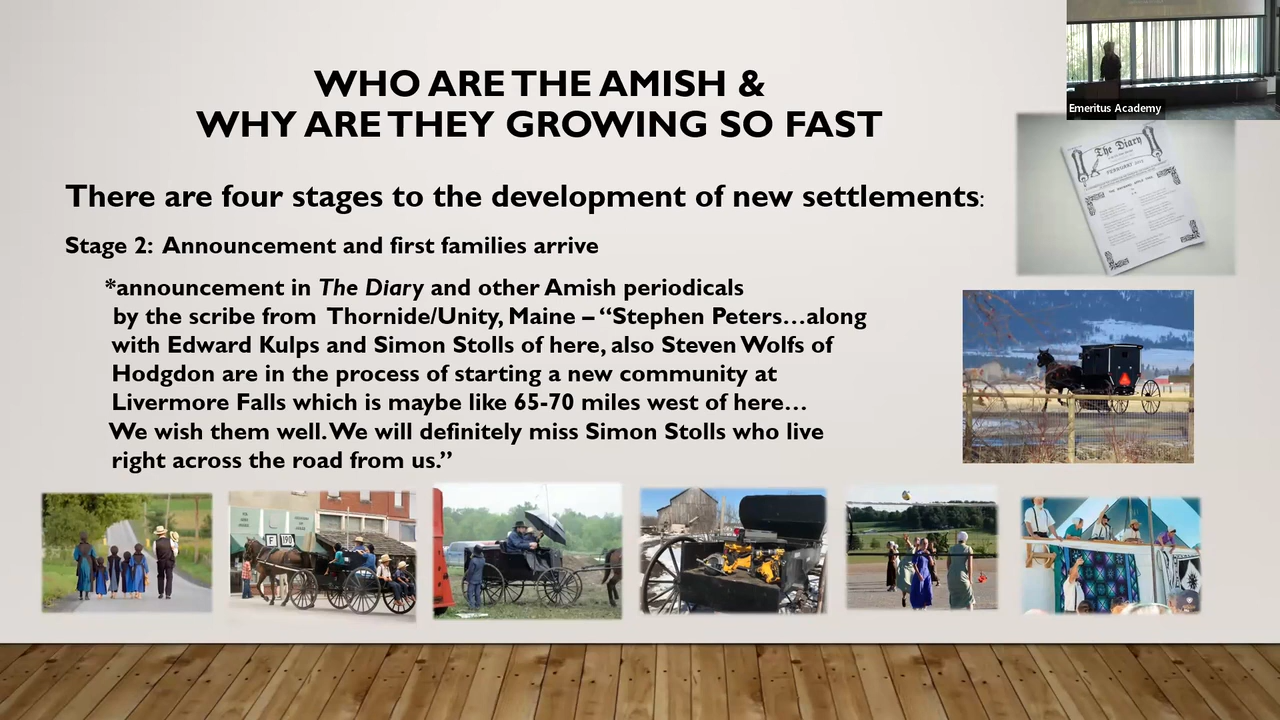 WHO ARE THE AMISH &
WHY ARE THEY GROWING SO FAST
Emeritus Academy
The Diary
There are four stages to the development of new settlements:
Stage 2: Announcement and first families arrive
*announcement in The Diary and other Amish periodicals
by the scribe from Thornide/Unity, Maine – “Stephen Peters…along
with Edward Kulps and Simon Stolls of here, also Steven Wolfs of
Hodgdon are in the process of starting a new community at
Livermore Falls which is maybe like 65-70 miles west of here…
We wish them well. We will definitely miss Simon Stolls who live
right across the road from us.”